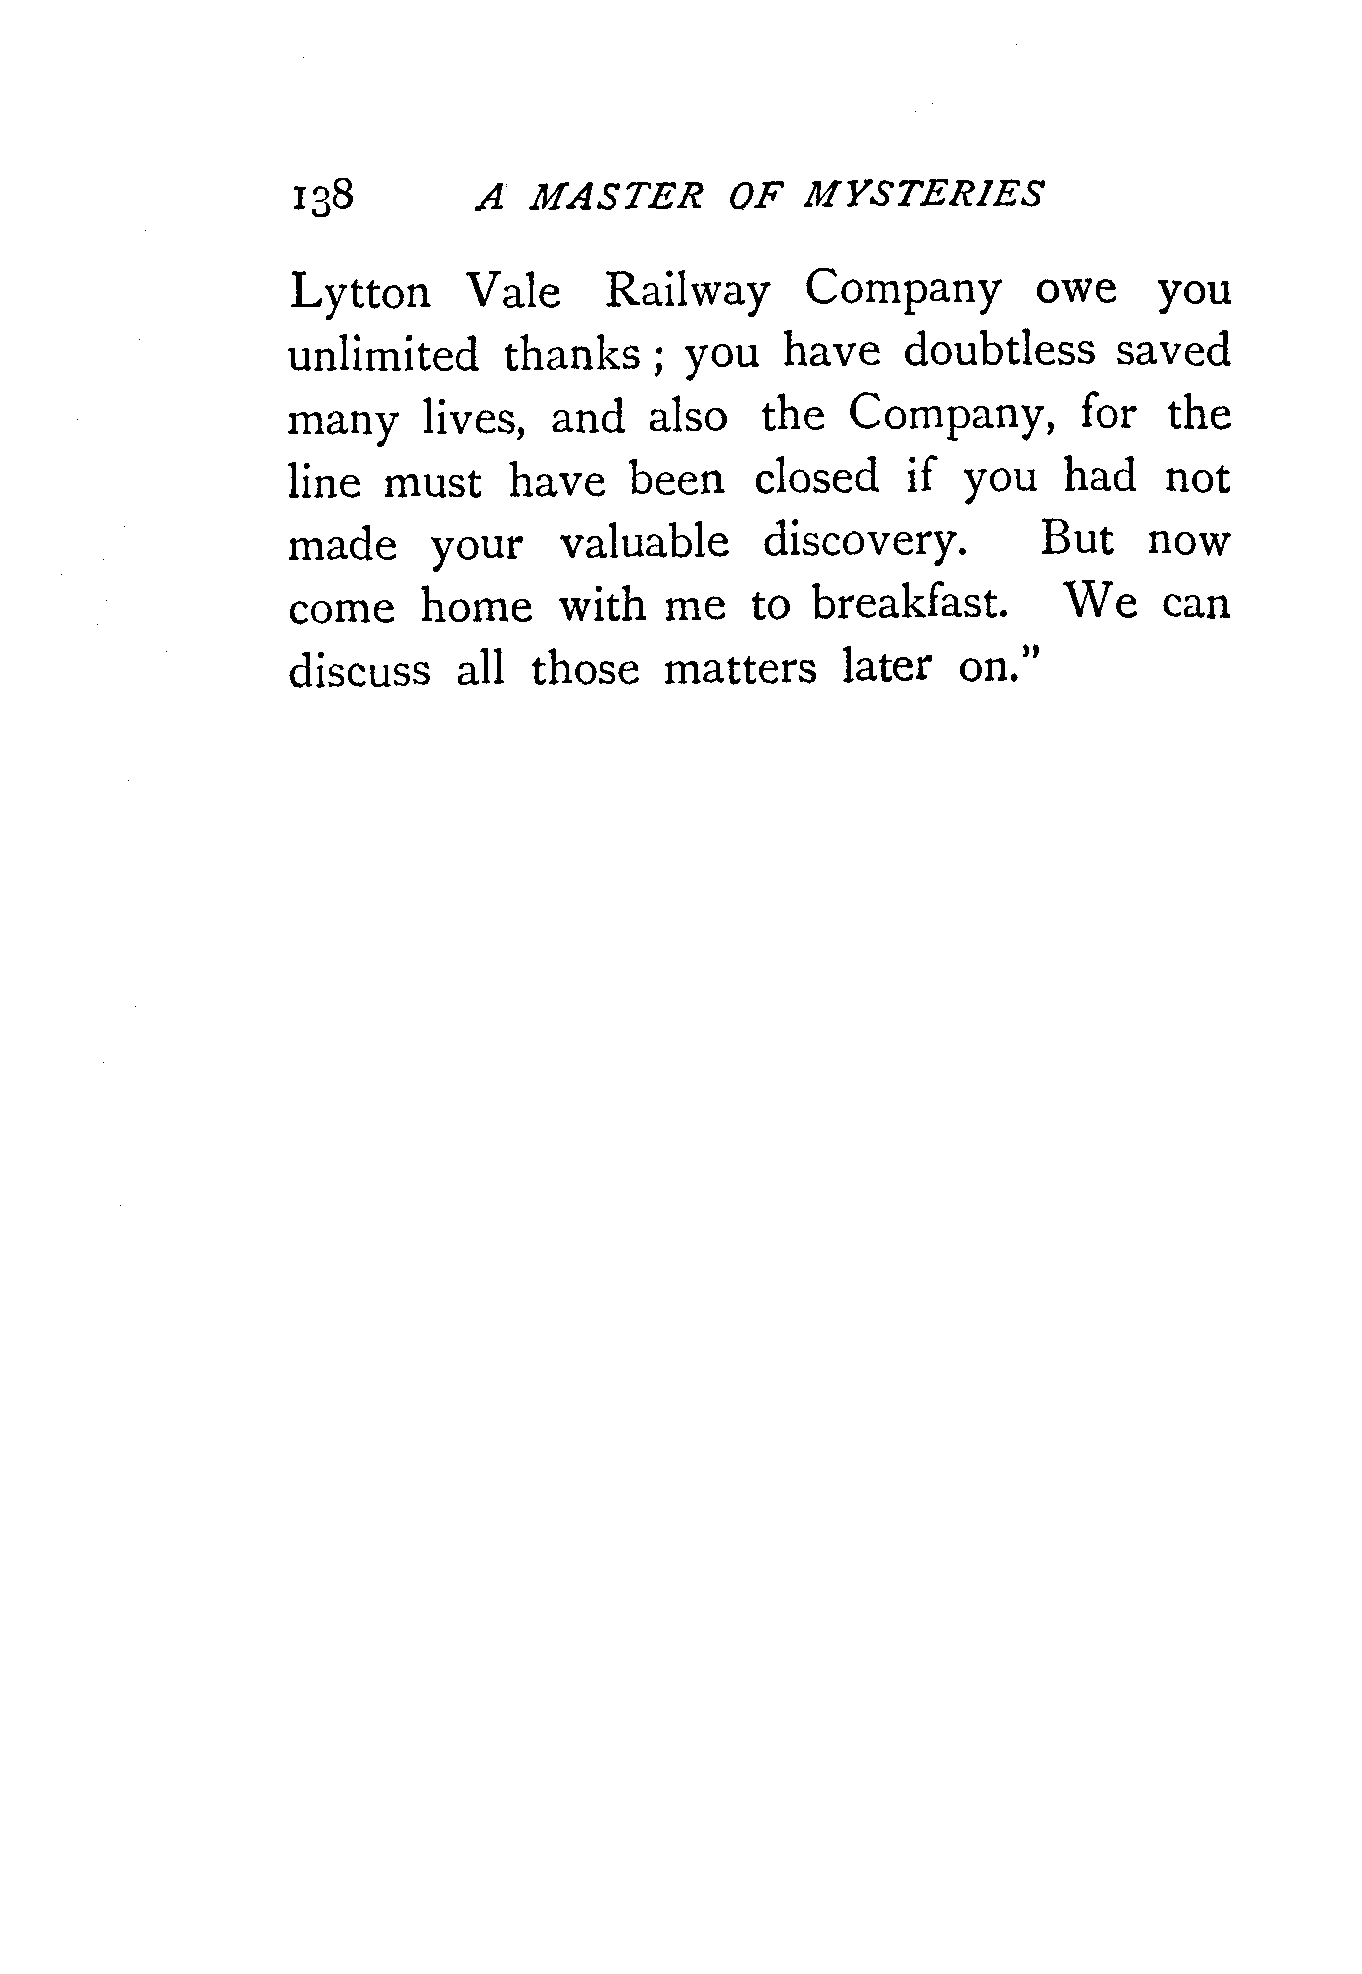 138 A MASTER OF MYSTERIES
Lytton Vale Railway Company owe you
unlimited thanks ; you have doubtless saved
many lives, and also the Company, for the
line must have been closed if you had not
made your valuable discovery. But now
come home with me to breakfast. We can
discuss all those matters later on."